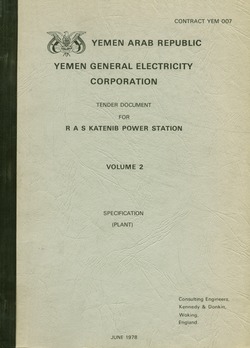 CONTRACT YEM 007
YEMEN ARAB REPUBLIC
YEMEN GENERAL ELECTRICITY
CORPORATION
TENDER DOCUMENT
FOR
R A S KATENIB POWER STATION
VOLUME 2
SPECIFICATION
(PLANT)
Consulting Engineers,
Kennedy & Donkin,
Woking,
England.
JUNE 1978